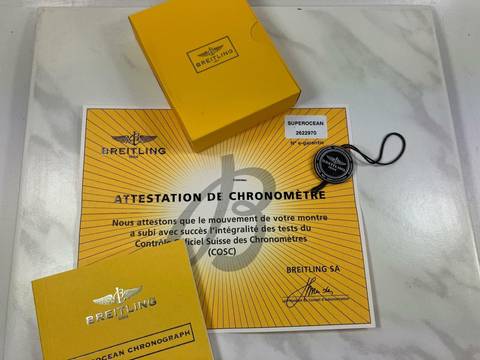 BREITLING
BREITLING
1884
SUPEROCEAN
2622970
N° e-garantie
ATTESTATION DE CHRONOMÈTRE
Nous attestons que le mouvement de votre montre
a subi avec succès l'intégralité des tests du
Contrôle Officiel Suisse des Chronomètres
(COSC)
BREITLING SA
BREITLING
1884
EROCEAN CHRONOGRAPH